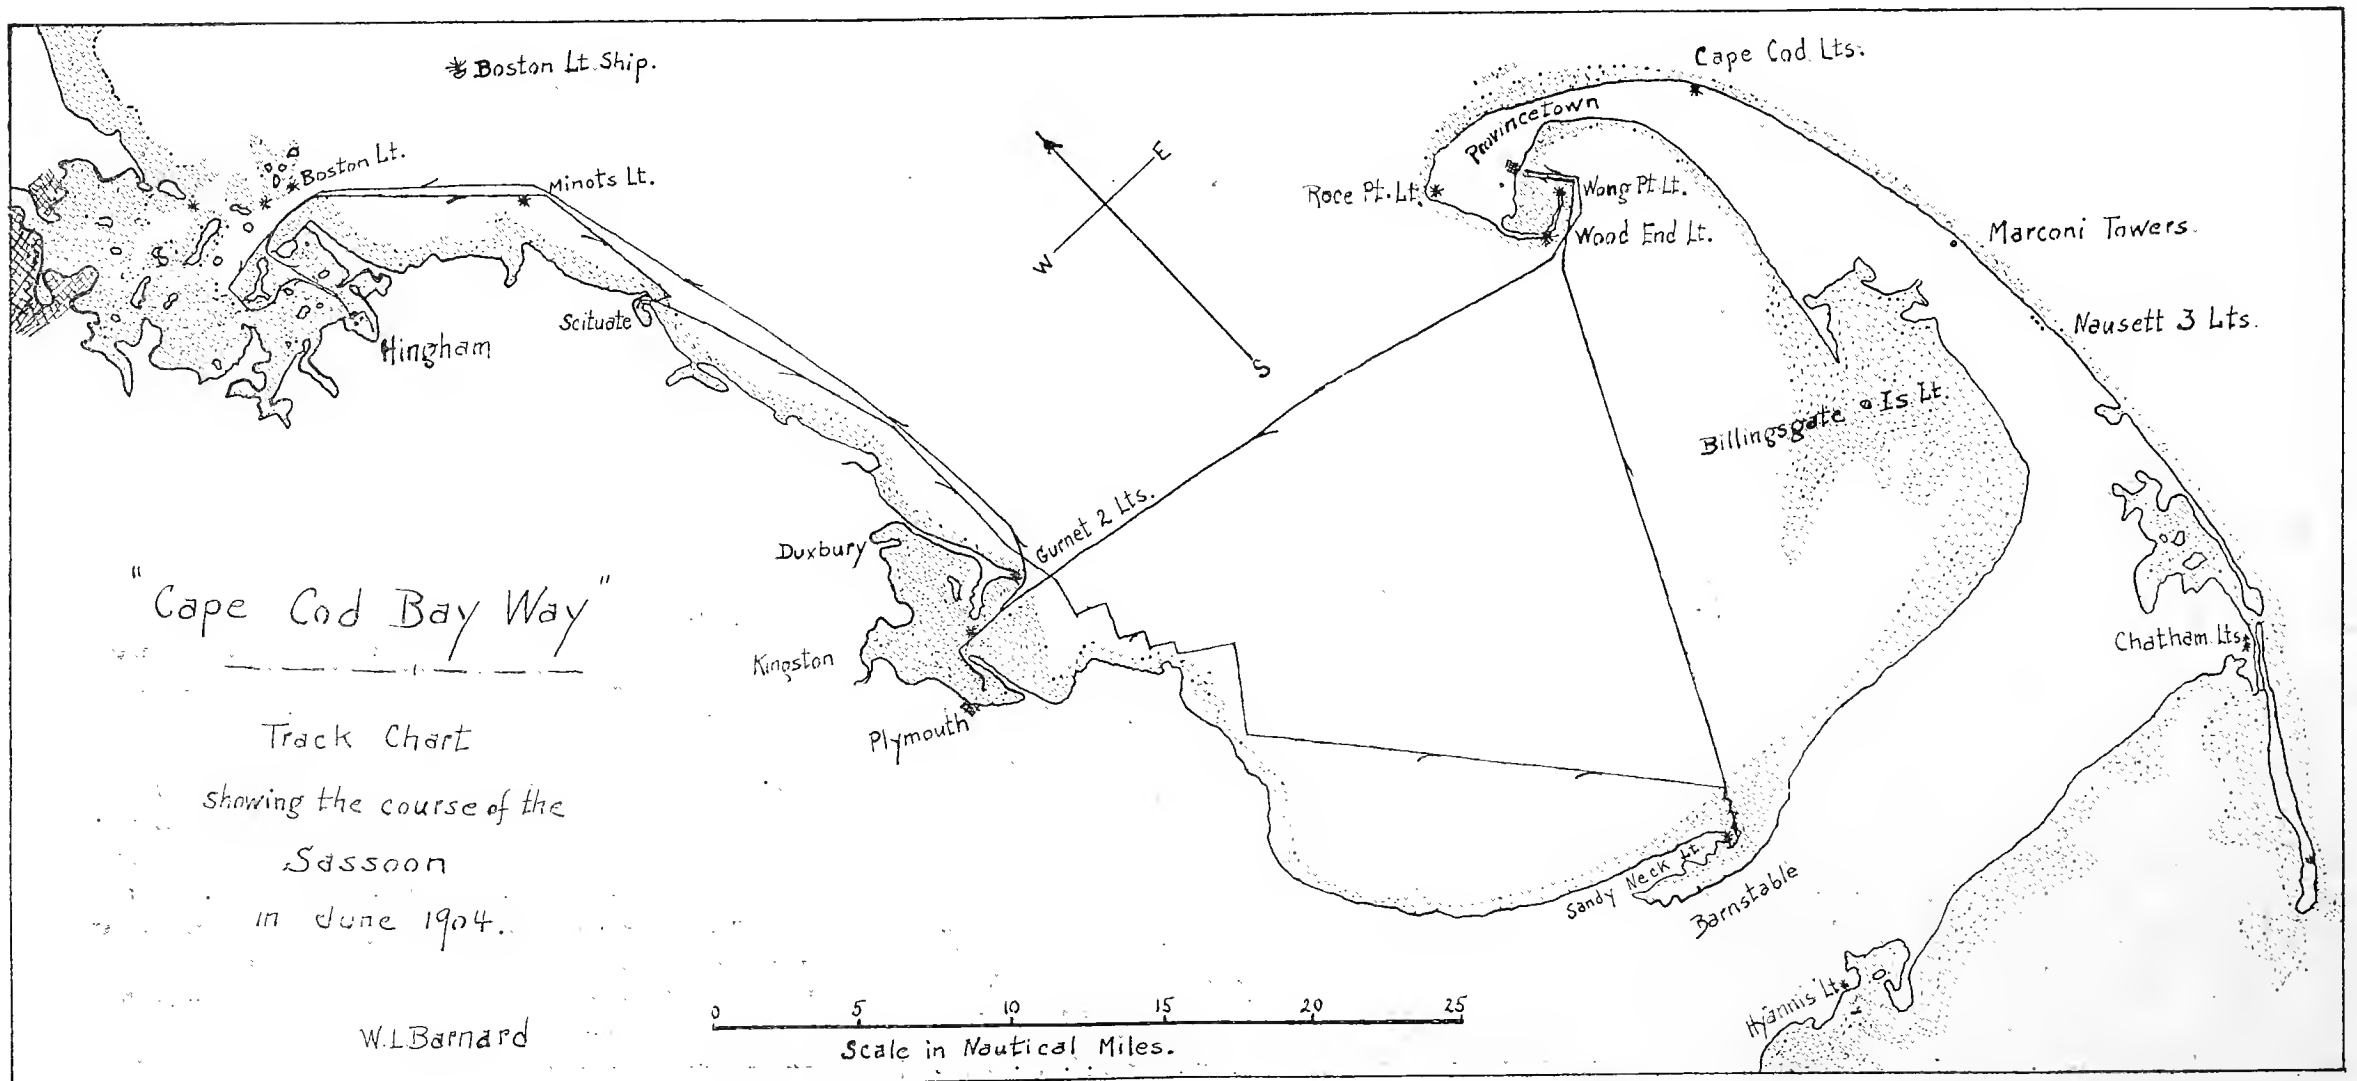 Boston Lt. Ship.
Cape Cod Lts.
Boston Lt.
Minots Lt.
E
Provincetown
Roce Pt. Lt.
Wong Pt Lt.
Wood End Lt.
Marconi Towers.
W
S
Scituate
Hingham
Nausett 3 Lts.
Billingsgate Is Lt.
Gurnet 2 Lts.
Duxbury
"Cape Cod Bay Way"
Kingston
Chatham Lts.
Plymouth
Track Chart
showing the course of the
Sassoon
in June 1904.
Sandy Neck Lt.
Barnstable
Hyannis Lt.
W.L Barnard
0 5 10 15 20 25
Scale in Nautical Miles.